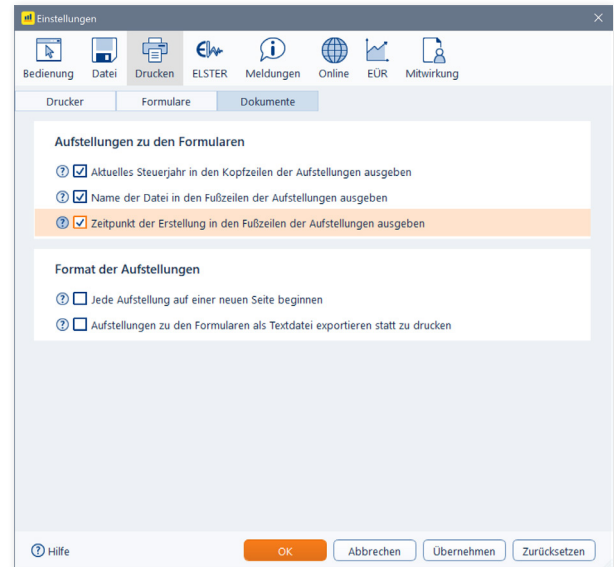 Einstellungen
Bedienung Datei Drucken ELSTER Meldungen Online EÜR Mitwirkung
Drucker Formulare Dokumente
Aufstellungen zu den Formularen
Aktuelles Steuerjahr in den Kopfzeilen der Aufstellungen ausgeben
Name der Datei in den Fußzeilen der Aufstellungen ausgeben
Zeitpunkt der Erstellung in den Fußzeilen der Aufstellungen ausgeben
Format der Aufstellungen
Jede Aufstellung auf einer neuen Seite beginnen
Aufstellungen zu den Formularen als Textdatei exportieren statt zu drucken
Hilfe OK Abbrechen Übernehmen Zurücksetzen